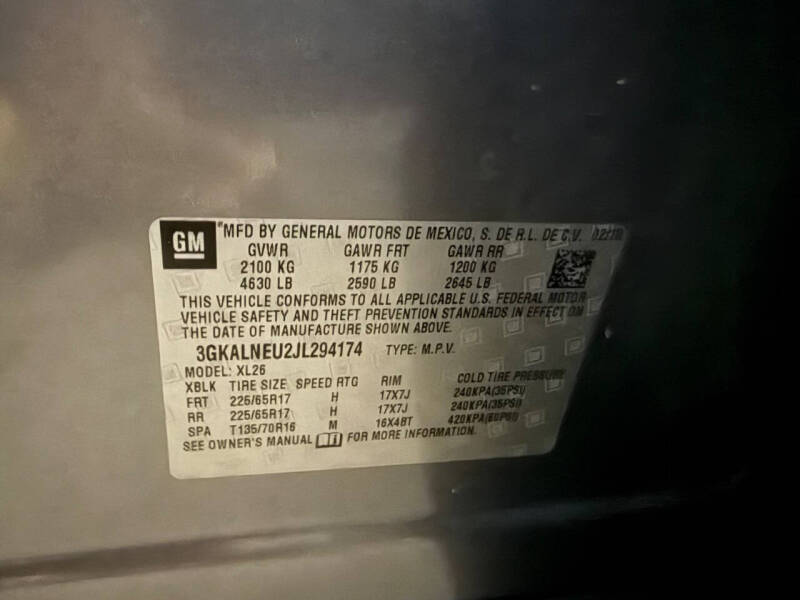 GM
MFD BY GENERAL MOTORS DE MEXICO, S. DE R.L. DE C.V.
GVWR GAWR FRT GAWR RR
2100 KG 1175 KG 1200 KG
4630 LB 2590 LB 2645 LB
THIS VEHICLE CONFORMS TO ALL APPLICABLE U.S. FEDERAL MOTOR
VEHICLE SAFETY AND THEFT PREVENTION STANDARDS IN EFFECT ON
THE DATE OF MANUFACTURE SHOWN ABOVE.
3GKALNEU2JL294174 TYPE: M.P.V.
MODEL: XL26
XBLK TIRE SIZE SPEED RTG RIM COLD TIRE PRESSURE
FRT 225/65R17 H 17X7J 240KPA(35PSI)
RR 225/65R17 H 17X7J 240KPA(35PSI)
SPA T135/70R16 M 16X4BT 420KPA(60PSI)
SEE OWNER'S MANUAL FOR MORE INFORMATION.